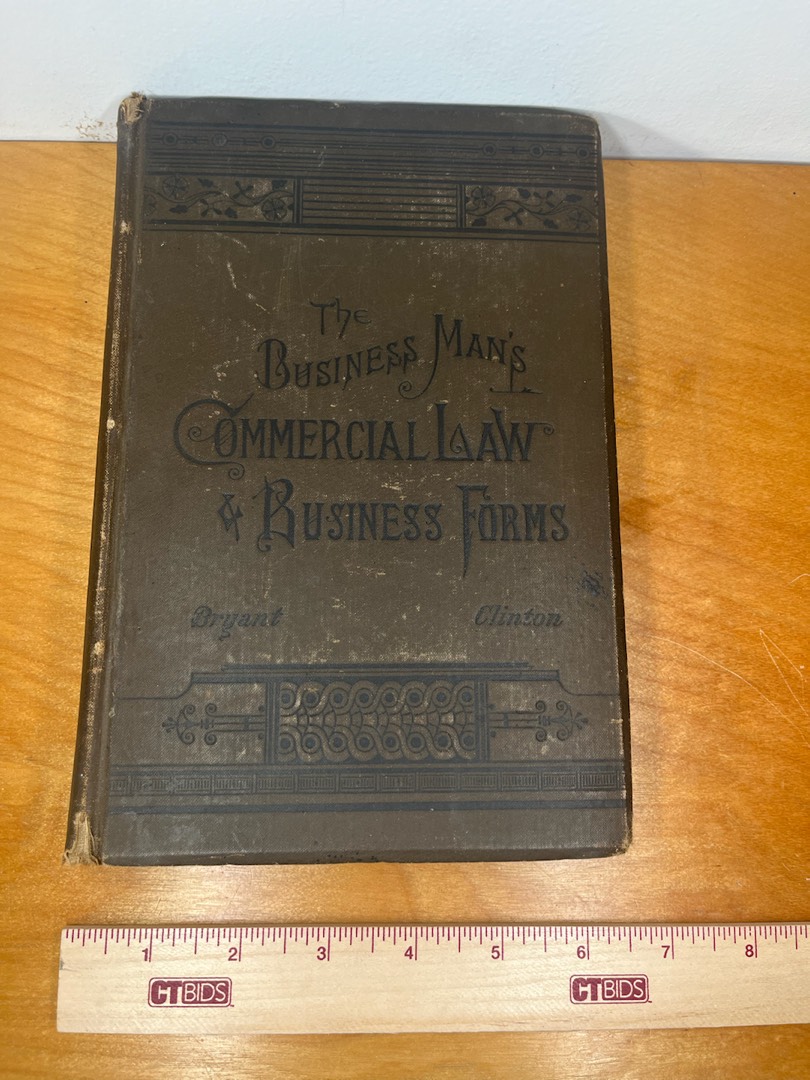 The
Business Man's
Commercial Law
& Business Forms
Bryant Clinton
1 2 3 4 5 6 7 8
CTBIDS CTBIDS